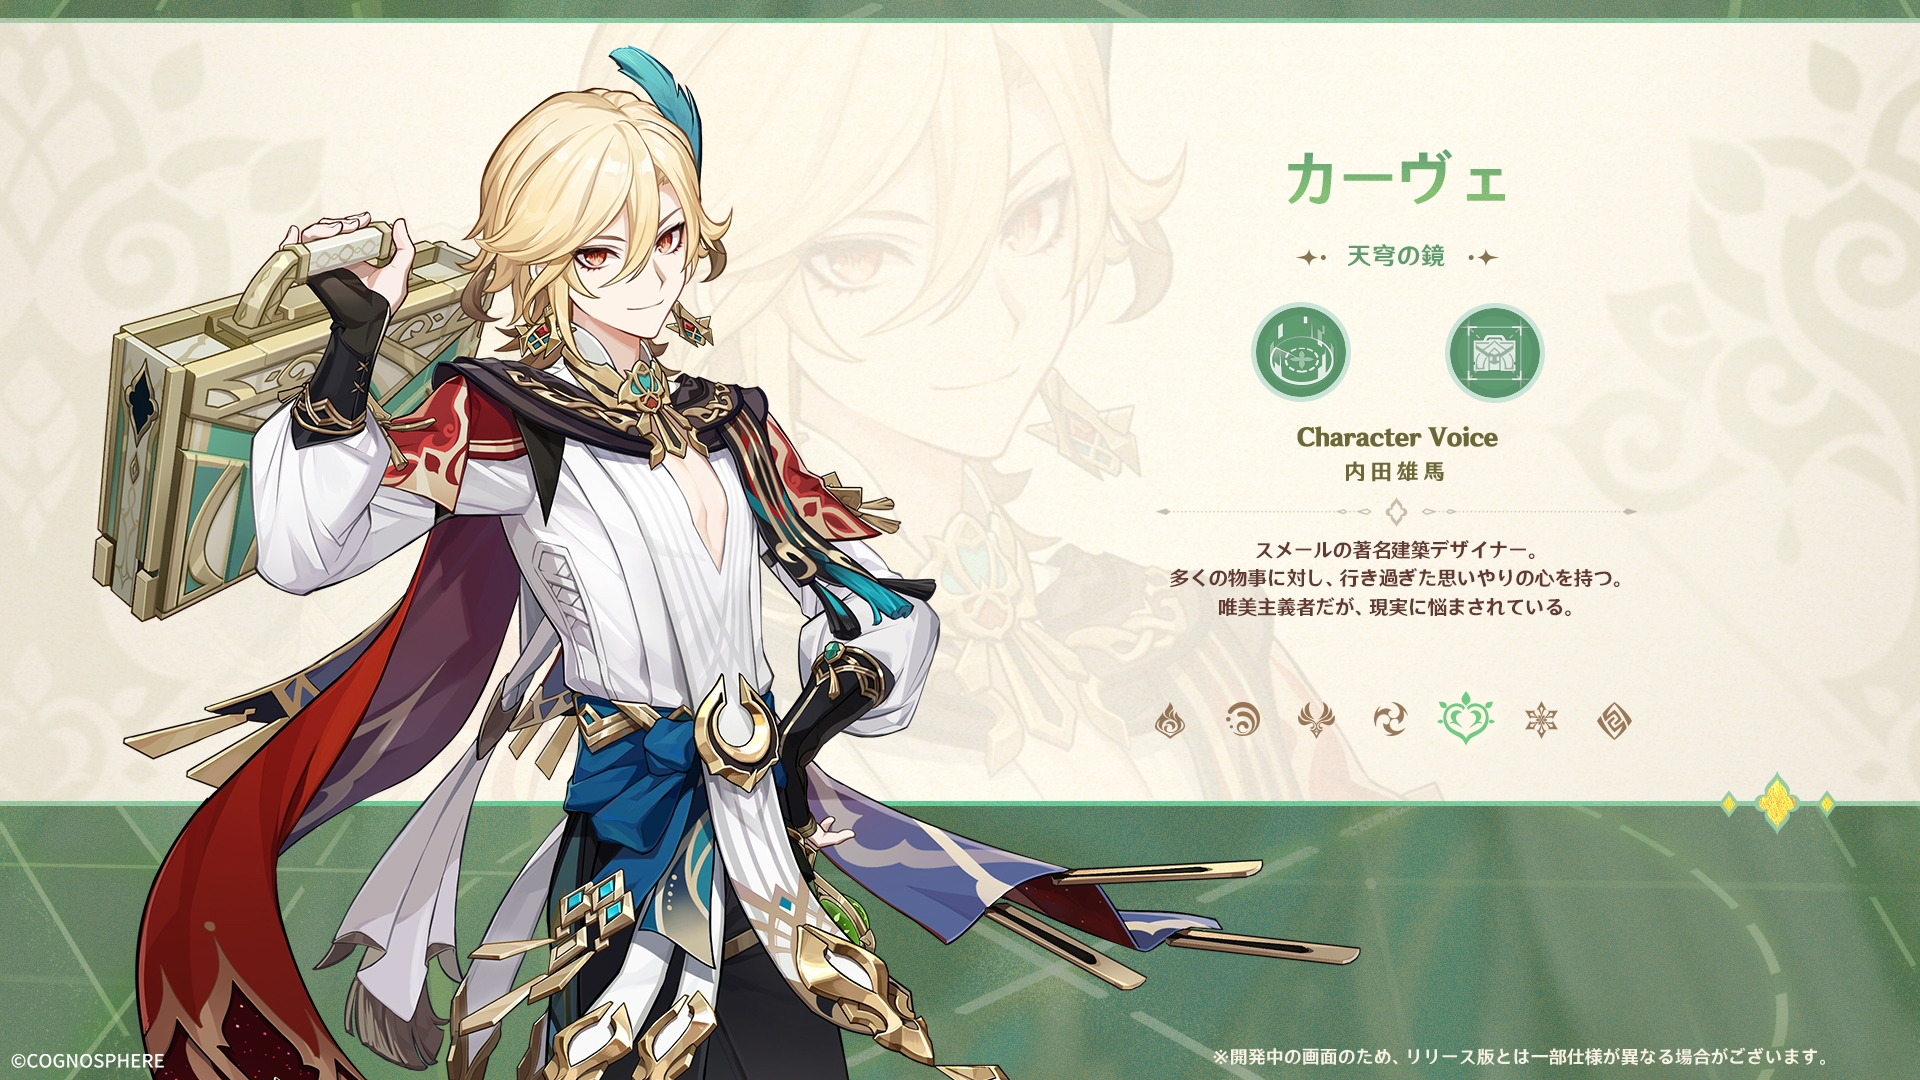 カーヴェ
天穹の鏡
Character Voice
内田雄馬
スメールの著名建築デザイナー。
多くの物事に対し、行き過ぎた思いやりの心を持つ。
唯美主義者だが、現実に悩まされている。
©COGNOSPHERE
※開発中の画面のため、リリース版とは一部仕様が異なる場合がございます。